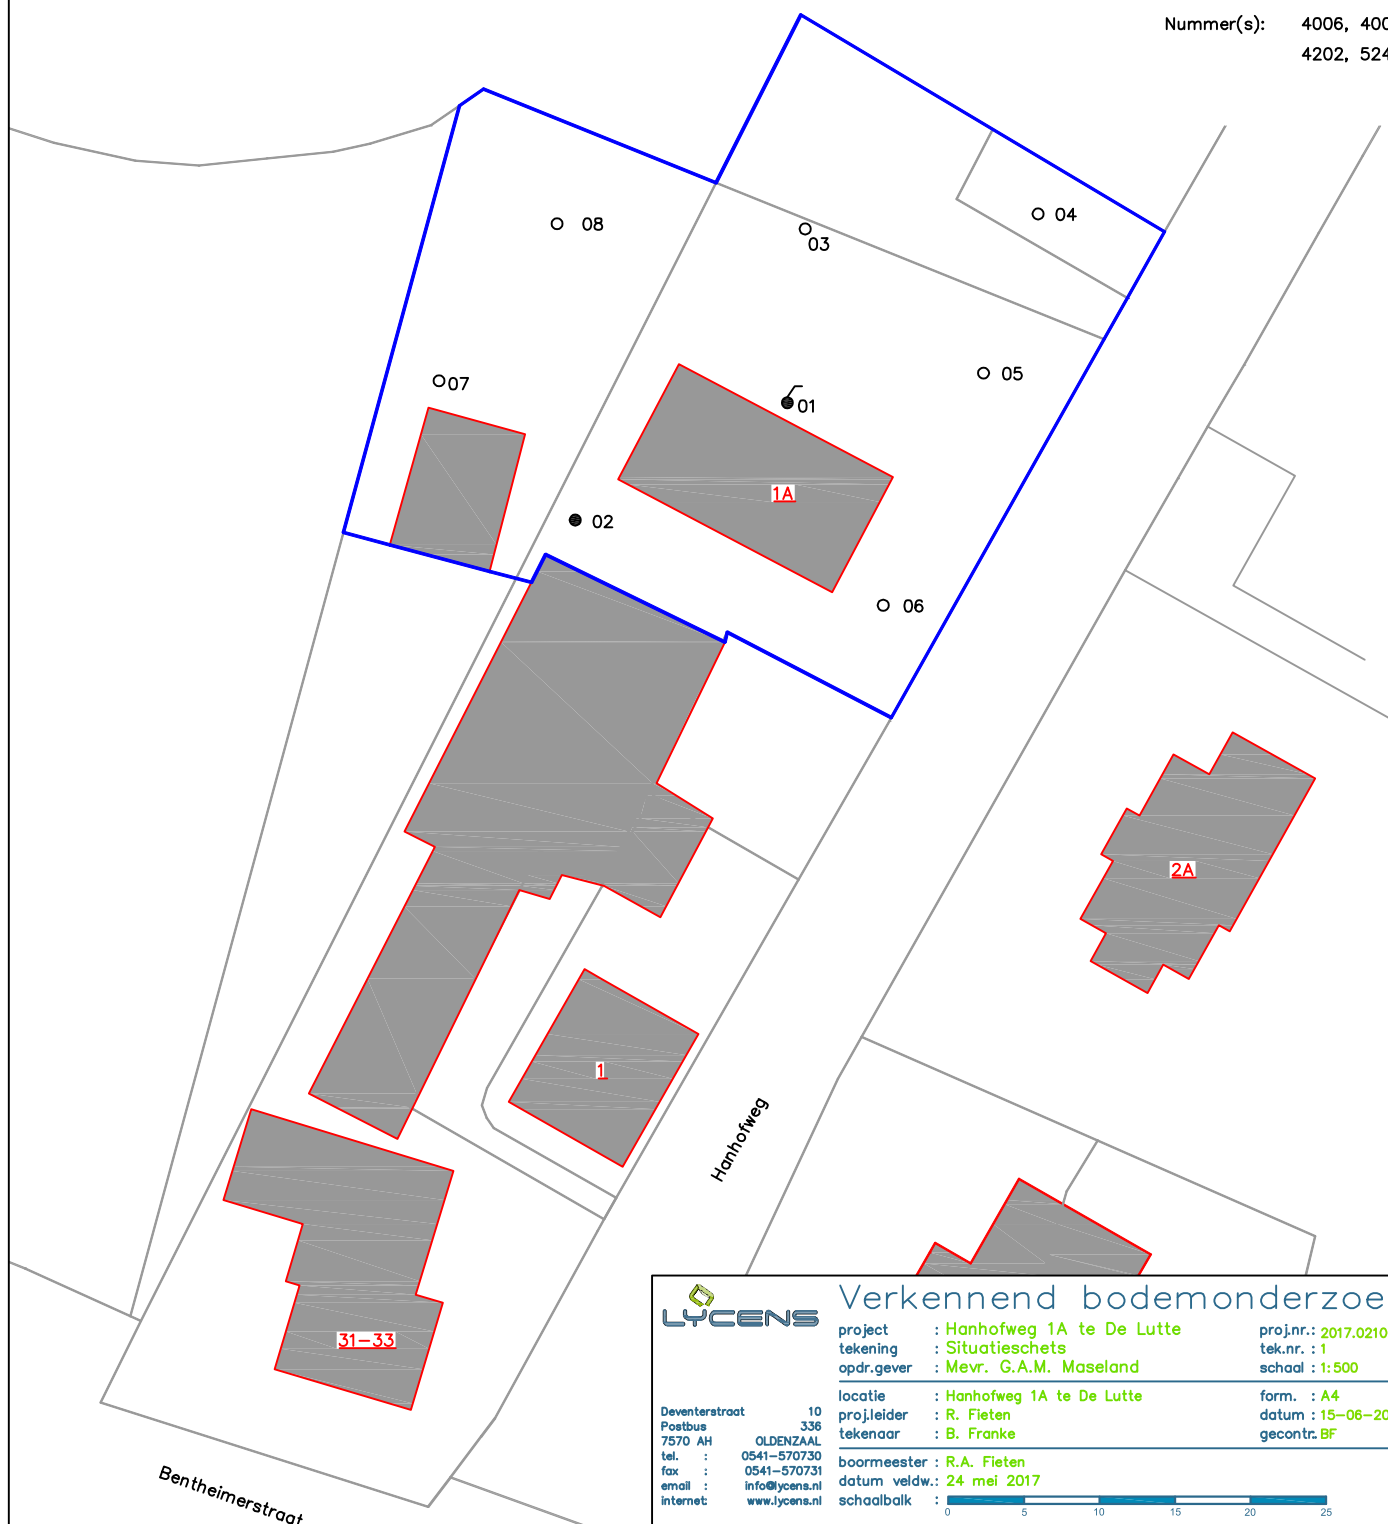 Nummer(s): 4006, 400
4202, 524
08
03
04
07
05
01
1A
02
06
2A
1
Hanhofweg
31-33
Bentheimerstraat
LYCENS
Verkennend bodemonderzoe
project : Hanhofweg 1A te De Lutte proj.nr.: 2017.0210
tekening : Situatieschets tek.nr. : 1
opdr.gever : Mevr. G.A.M. Maseland schaal : 1:500
locatie : Hanhofweg 1A te De Lutte form. : A4
proj.leider : R. Fieten datum : 15-06-20
tekenaar : B. Franke gecontr.: BF
boormeester : R.A. Fieten
datum veldw.: 24 mei 2017
schaalbalk :
0 5 10 15 20 25
Deventerstraat 10
Postbus 336
7570 AH OLDENZAAL
tel. : 0541-570730
fax : 0541-570731
email : info@lycens.nl
internet: www.lycens.nl